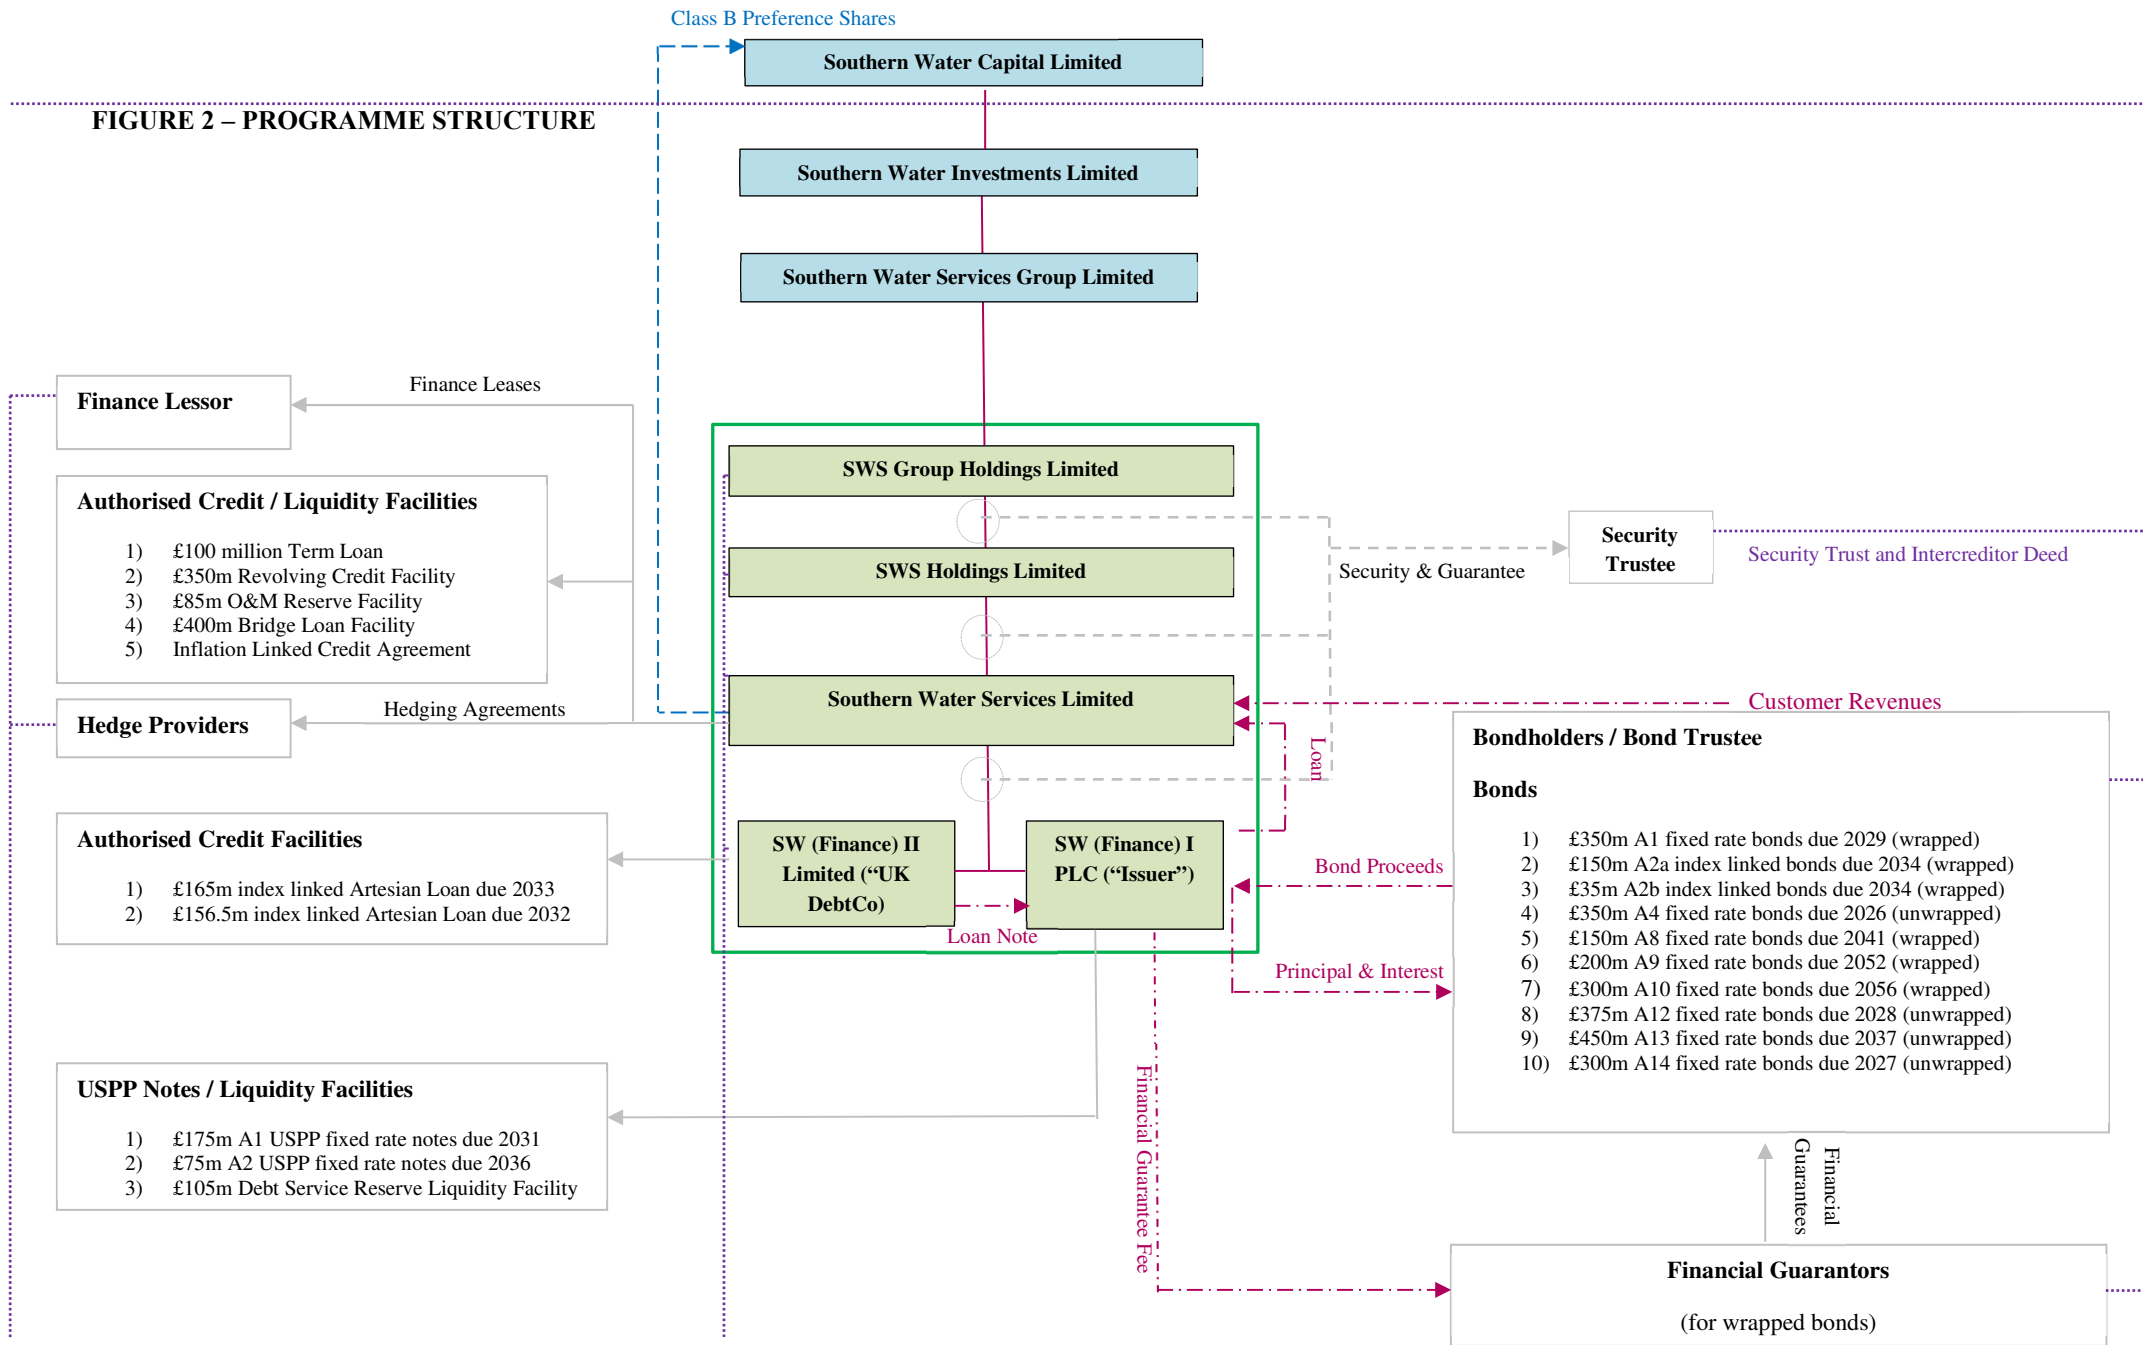 Class B Preference Shares
Southern Water Capital Limited
FIGURE 2 – PROGRAMME STRUCTURE
Southern Water Investments Limited
Southern Water Services Group Limited
Finance Leases
Finance Lessor
SWS Group Holdings Limited
Authorised Credit / Liquidity Facilities
1) £100 million Term Loan
2) £350m Revolving Credit Facility
3) £85m O&M Reserve Facility
4) £400m Bridge Loan Facility
5) Inflation Linked Credit Agreement
Security
Trustee
Security Trust and Intercreditor Deed
SWS Holdings Limited
Security & Guarantee
Southern Water Services Limited
Customer Revenues
Hedging Agreements
Hedge Providers
Loan
Bondholders / Bond Trustee
Bonds
1) £350m A1 fixed rate bonds due 2029 (wrapped)
2) £150m A2a index linked bonds due 2034 (wrapped)
3) £35m A2b index linked bonds due 2034 (wrapped)
4) £350m A4 fixed rate bonds due 2026 (unwrapped)
5) £150m A8 fixed rate bonds due 2041 (wrapped)
6) £200m A9 fixed rate bonds due 2052 (wrapped)
7) £300m A10 fixed rate bonds due 2056 (wrapped)
8) £375m A12 fixed rate bonds due 2028 (unwrapped)
9) £450m A13 fixed rate bonds due 2037 (unwrapped)
10) £300m A14 fixed rate bonds due 2027 (unwrapped)
Authorised Credit Facilities
1) £165m index linked Artesian Loan due 2033
2) £156.5m index linked Artesian Loan due 2032
SW (Finance) II
Limited (“UK
DebtCo)
SW (Finance) I
PLC (“Issuer”)
Loan Note
Bond Proceeds
Principal & Interest
USPP Notes / Liquidity Facilities
1) £175m A1 USPP fixed rate notes due 2031
2) £75m A2 USPP fixed rate notes due 2036
3) £105m Debt Service Reserve Liquidity Facility
Financial Guarantee Fee
Financial
Guarantees
Financial Guarantors
(for wrapped bonds)